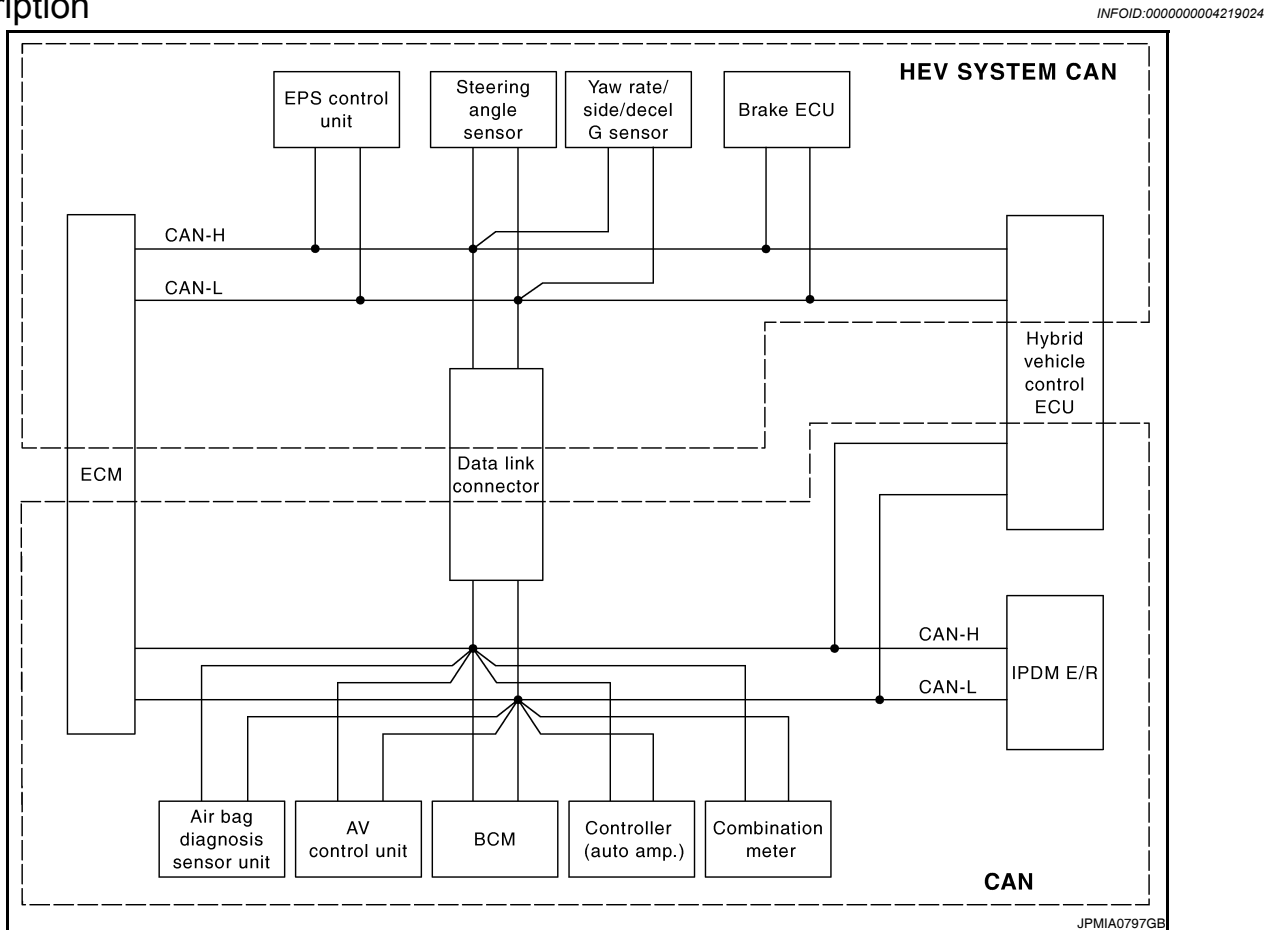 ription
INFOID:0000000004219024
HEV SYSTEM CAN
EPS control
unit
Steering
angle
sensor
Yaw rate/
side/decel
G sensor
Brake ECU
CAN-H
CAN-L
Hybrid
vehicle
control
ECU
ECM
Data link
connector
CAN-H
CAN-L
IPDM E/R
Air bag
diagnosis
sensor unit
AV
control unit
BCM
Controller
(auto amp.)
Combination
meter
CAN
JPMIA0797GB